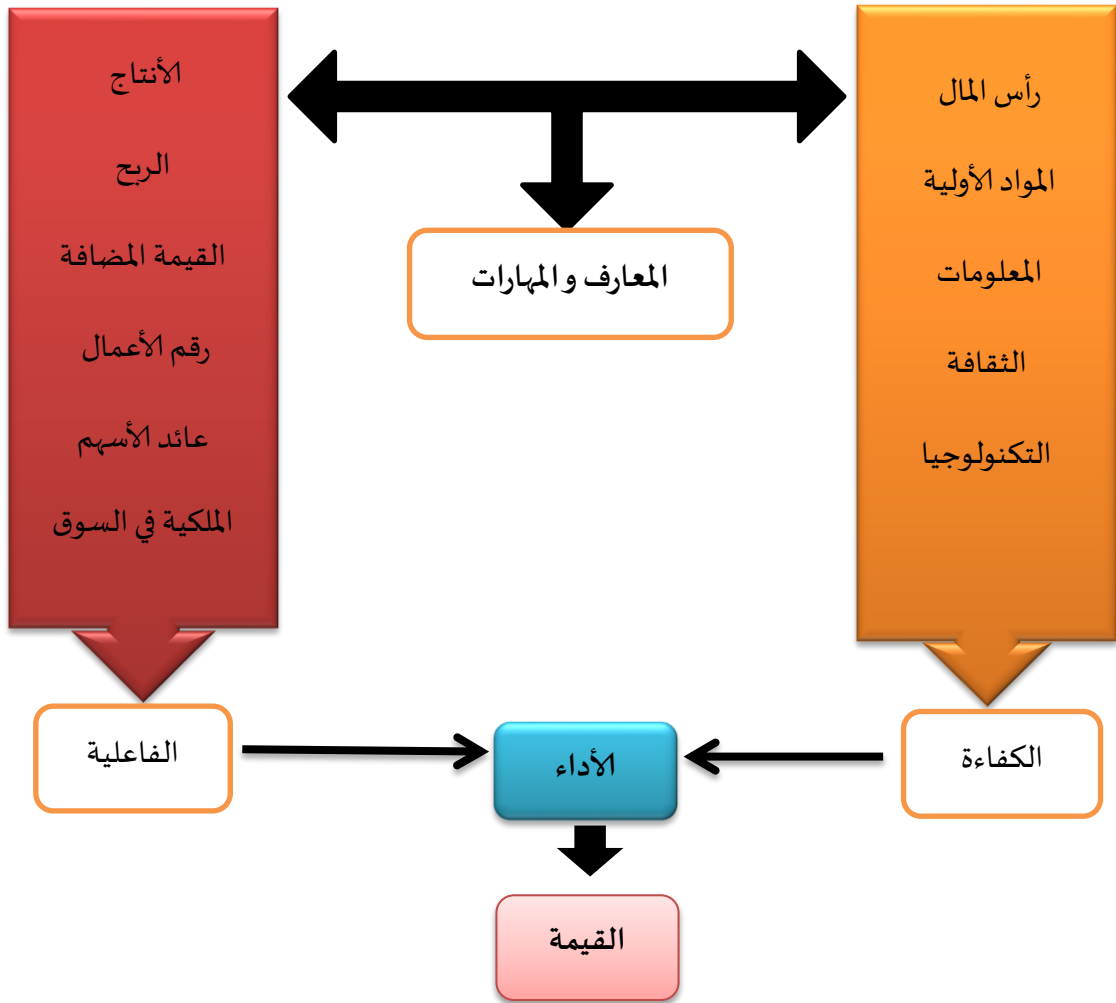 رأس المال
المواد الأولية
المعلومات
الثقافة
التكنولوجيا
المعارف و المهارات
الأنتاج
الربح
القيمة المضافة
رقم الأعمال
عائد الأسهم
الملكية في السوق
الكفاءة
الأداء
الفاعلية
القيمة